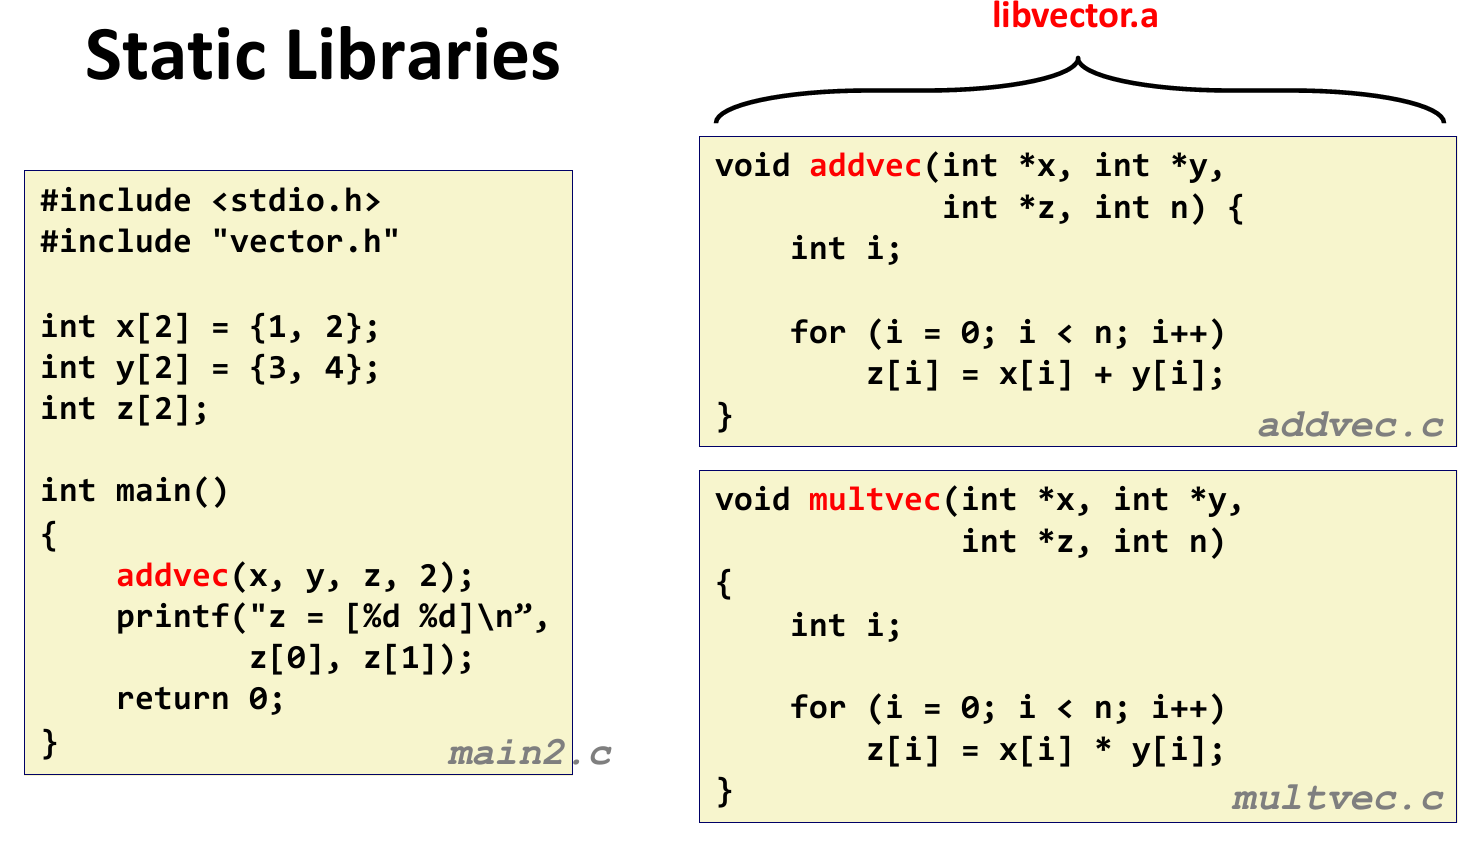 Static Libraries
#include <stdio.h>
#include "vector.h"
int x[2] = {1, 2};
int y[2] = {3, 4};
int z[2];
int main()
{
    addvec(x, y, z, 2);
    printf("z = [%d %d]\n”,
           z[0], z[1]);
    return 0;
}
main2.c
libvector.a
void addvec(int *x, int *y,
            int *z, int n) {
    int i;
    for (i = 0; i < n; i++)
        z[i] = x[i] + y[i];
}
addvec.c
void multvec(int *x, int *y,
             int *z, int n)
{
    int i;
    for (i = 0; i < n; i++)
        z[i] = x[i] * y[i];
}
multvec.c